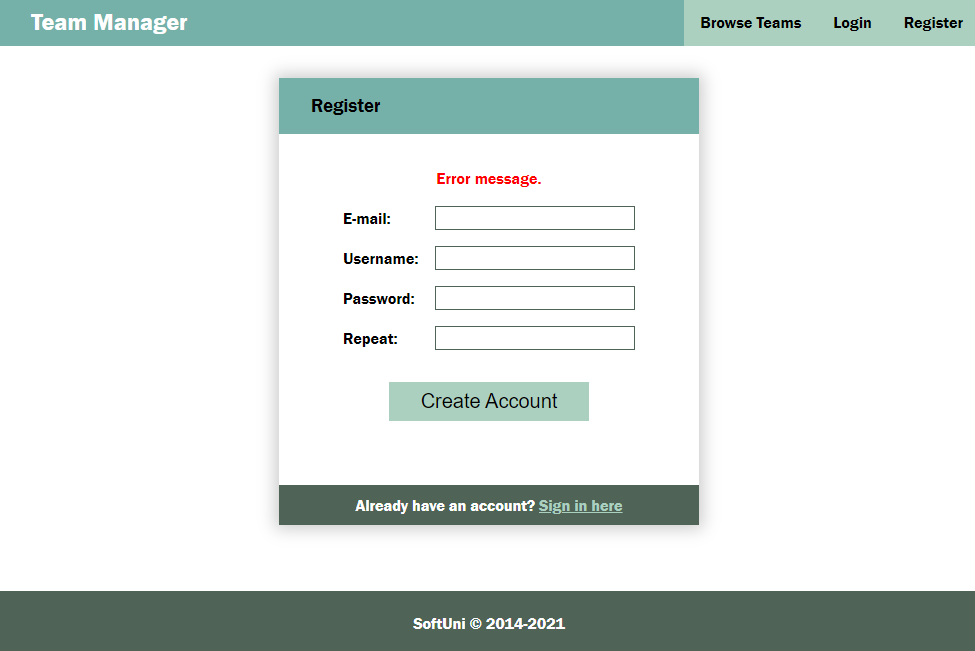 Team Manager Browse Teams Login Register
Register
Error message.
E-mail:
Username:
Password:
Repeat:
Create Account
Already have an account? Sign in here
SoftUni © 2014-2021